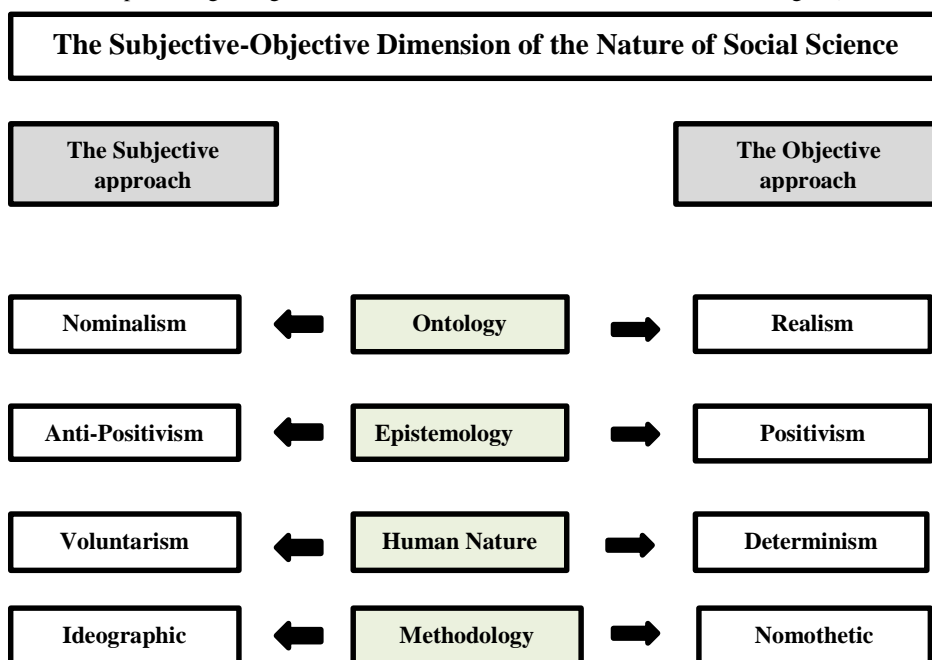 The Subjective-Objective Dimension of the Nature of Social Science
The Subjective
approach
The Objective
approach
Nominalism
Ontology
Realism
Anti-Positivism
Epistemology
Positivism
Voluntarism
Human Nature
Determinism
Ideographic
Methodology
Nomothetic